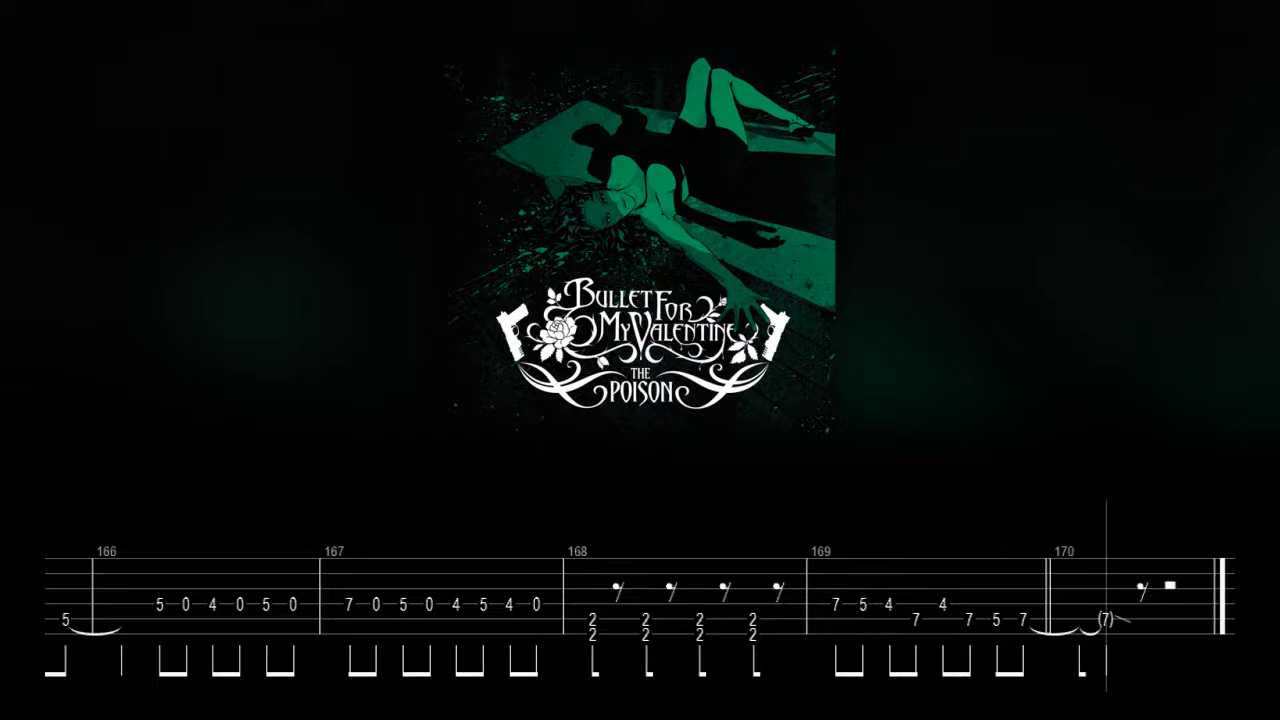 BULLET FOR
MY VALENTINE
THE
POISON
166 167 168 169 170
5 0 4 0 5 0 7 0 5 0 4 5 4 0 7 5 4 4
5 2 2 2 2 7 7 5 7 (7)
2 2 2 2